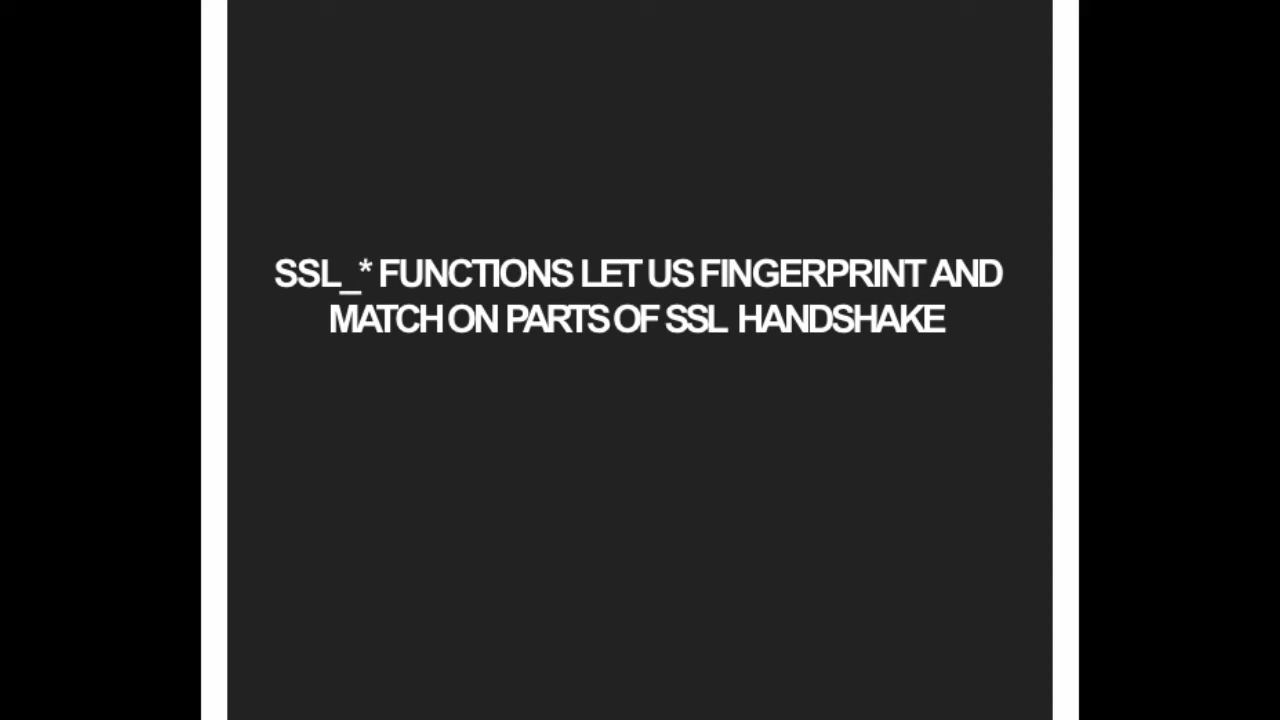 SSL_* FUNCTIONS LET US FINGERPRINT AND
MATCH ON PARTS OF SSL HANDSHAKE